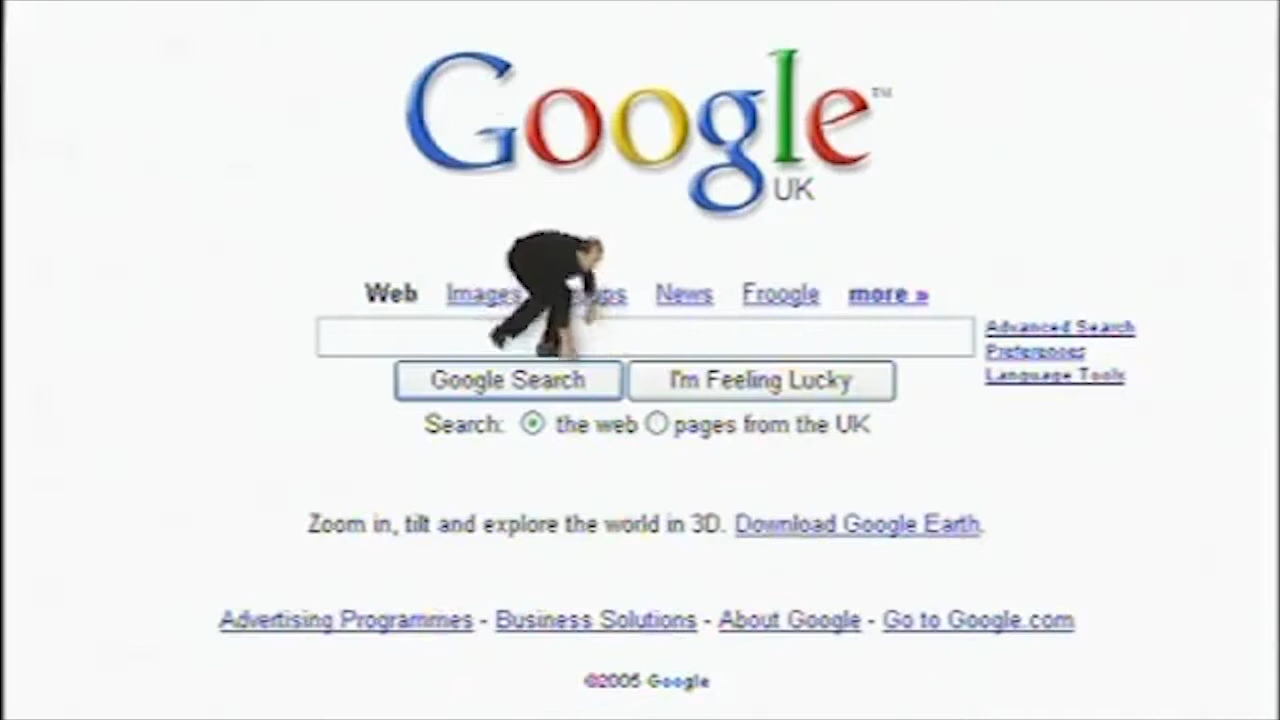 Google™
UK
Web Images News Froogle more »
Advanced Search
Preferences
Language Tools
Google Search I'm Feeling Lucky
Search: the web pages from the UK
Zoom in, tilt and explore the world in 3D. Download Google Earth.
Advertising Programmes - Business Solutions - About Google - Go to Google.com
©2005 Google